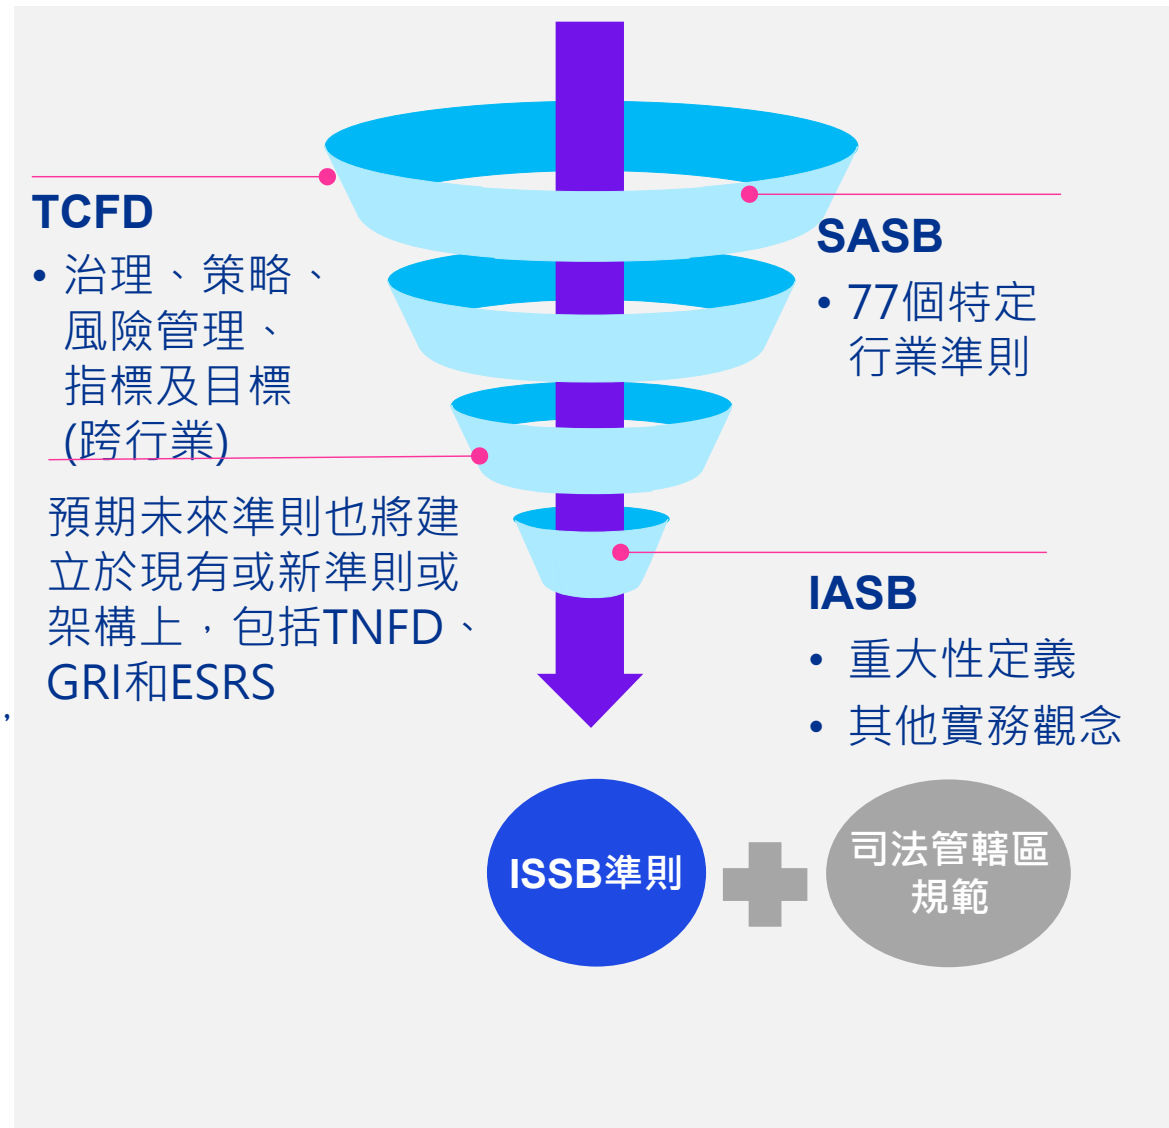 TCFD
• 治理、策略、
風險管理、
指標及目標
(跨行業)
SASB
• 77個特定
行業準則
預期未來準則也將建
立於現有或新準則或
架構上，包括TNFD、
GRI和ESRS
，
IASB
• 重大性定義
• 其他實務觀念
ISSB準則
司法管轄區
規範